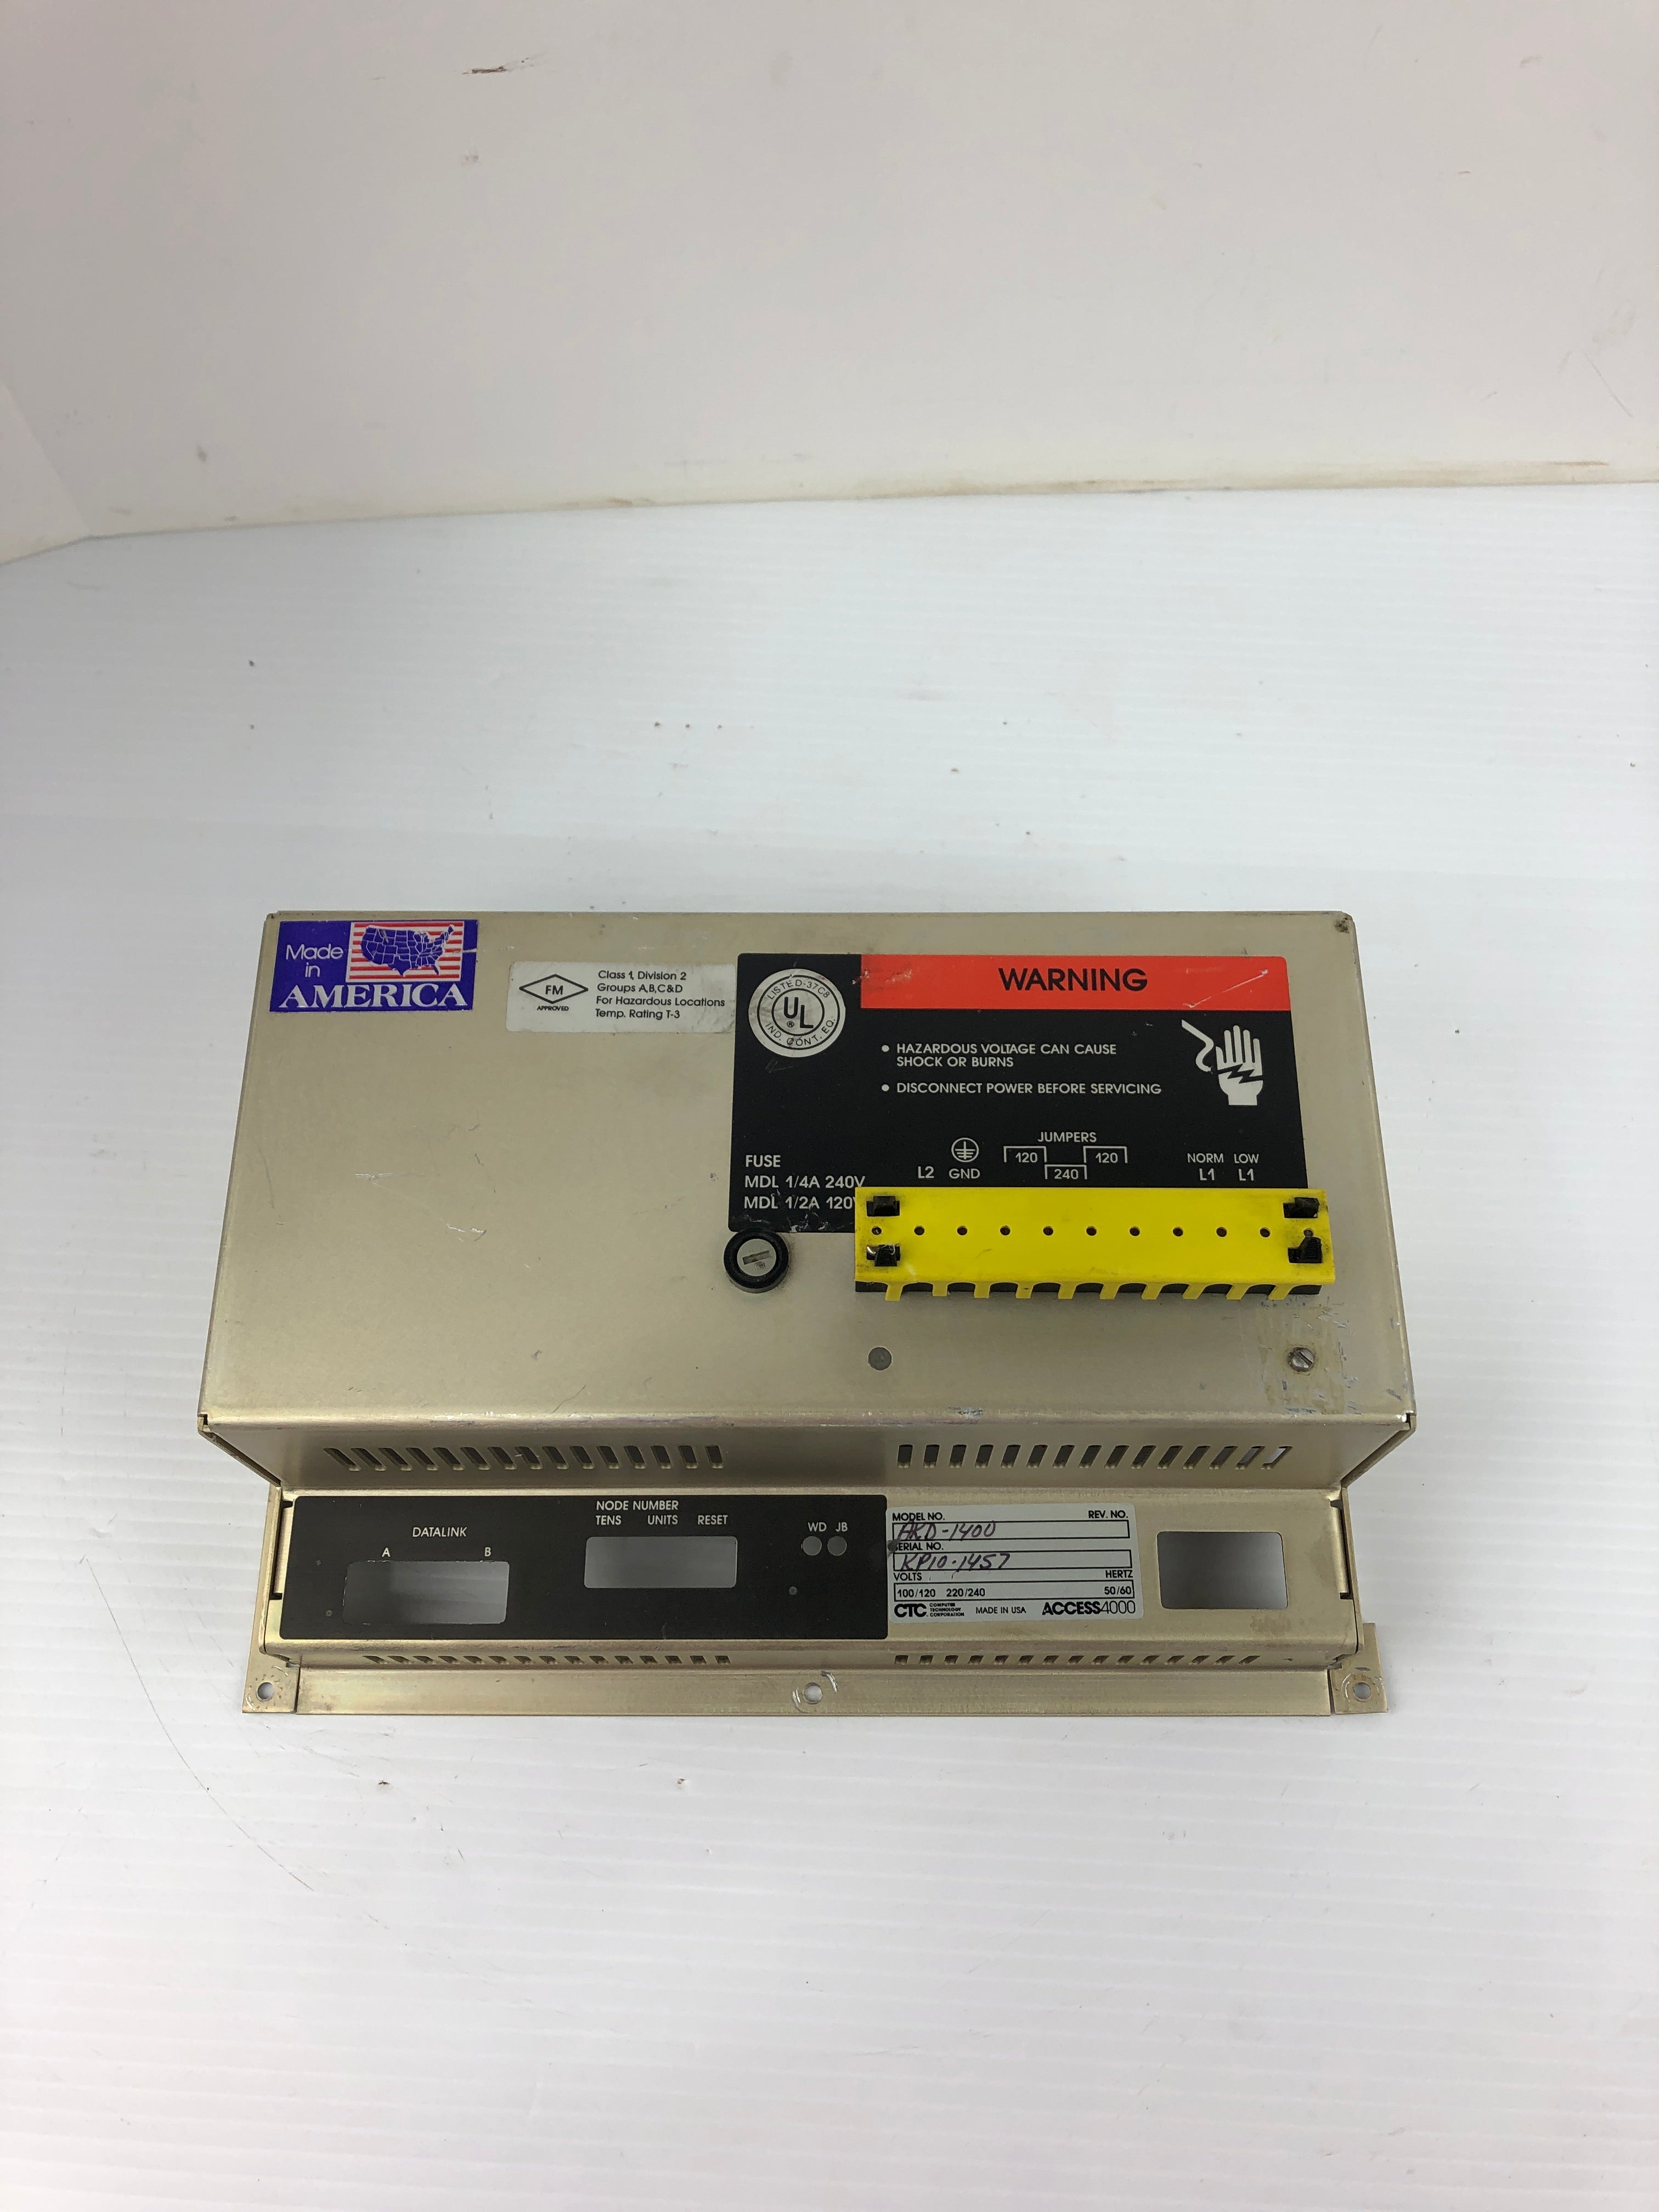 Made
in
AMERICA
FM
APPROVED
Class 1, Division 2
Groups A,B,C&D
For Hazardous Locations
Temp. Rating T-3
LISTED-37C8
UL
®
IND. CONT. EQ.
WARNING
• HAZARDOUS VOLTAGE CAN CAUSE
SHOCK OR BURNS
• DISCONNECT POWER BEFORE SERVICING
JUMPERS
120 120
240
L2 GND
NORM LOW
L1 L1
FUSE
MDL 1/4A 240V
MDL 1/2A 120V
DATALINK
A B
NODE NUMBER
TENS UNITS RESET
WD JB
MODEL NO. REV. NO.
AKD-1400
SERIAL NO.
KP10-1457
VOLTS HERTZ
100/120 220/240 50/60
CTC COMPUTER
TECHNOLOGY
CORPORATION
MADE IN USA ACCESS4000